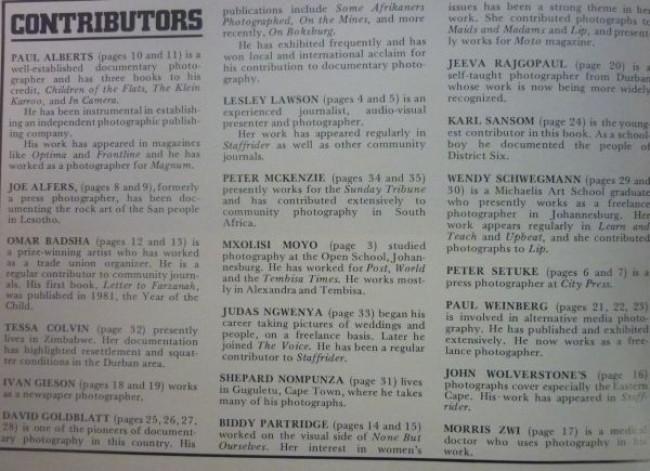 CONTRIBUTORS
PAUL ALBERTS (pages 10 and 11) is a
well-established documentary photo-
grapher and has three books to his
credit, Children of the Flats, The Klein
Karroo, and In Camera.
He has been instrumental in establish-
ing an independent photographic publish-
ing company.
His work has appeared in magazines
like Optima and Frontline and he has
worked as a photographer for Magnum.
JOE ALFERS, (pages 8 and 9), formerly
a press photographer, has been doc-
umenting the rock art of the San people
in Lesotho.
OMAR BADSHA (pages 12 and 13) is
a prize-winning artist who has worked
as a trade union organizer. He is a
regular contributor to community journ-
als. His first book, Letter to Farzanah,
was published in 1981, the Year of the
Child.
TESSA COLVIN (page 32) presently
lives in Zimbabwe. Her documentation
has highlighted resettlement and squat-
ter conditions in the Durban area.
IVAN GIESON (pages 18 and 19) works
as a newspaper photographer.
DAVID GOLDBLATT (pages 25, 26, 27,
28) is one of the pioneers of document-
ary photography in this country. His
publications include Some Afrikaners
Photographed, On the Mines, and more
recently, On Boksburg.
He has exhibited frequently and has
won local and international acclaim for
his contribution to documentary photo-
graphy.
LESLEY LAWSON (pages 4 and 5) is an
experienced journalist, audio-visual
presenter and photographer.
Her work has appeared regularly in
Staffrider as well as other community
journals.
PETER MCKENZIE (pages 34 and 35)
presently works for the Sunday Tribune
and has contributed extensively to
community photography in South
Africa.
MXOLISI MOYO (page 3) studied
photography at the Open School, Johan-
nesburg. He has worked for Post, World
and the Tembisa Times. He works most-
ly in Alexandra and Tembisa.
JUDAS NGWENYA (page 33) began his
career taking pictures of weddings and
people, on a freelance basis. Later he
joined The Voice. He has been a regular
contributor to Staffrider.
SHEPARD NOMPUNZA (page 31) lives
in Guguletu, Cape Town, where he takes
many of his photographs.
BIDDY PARTRIDGE (pages 14 and 15)
worked on the visual side of None But
Ourselves. Her interest in women's
issues has been a strong theme in her
work. She contributed photographs to
Maids and Madams and Lip, and present
ly works for Moto magazine.
JEEVA RAJGOPAUL (page 20) is a
self-taught photographer from Durban
whose work is now being more widely
recognized.
KARL SANSOM (page 24) is the young
est contributor in this book. As a school
boy he documented the people of
District Six.
WENDY SCHWEGMANN (pages 29 and
30) is a Michaelis Art School graduate
who presently works as a freelance
photographer in Johannesburg. Her
work appears regularly in Learn and
Teach and Upbeat, and she contributed
photographs to Lip.
PETER SETUKE (pages 6 and 7) is a
press photographer at City Press.
PAUL WEINBERG (pages 21, 22, 23)
is involved in alternative media photo-
graphy. He has published and exhibited
extensively. He now works as a free-
lance photographer.
JOHN WOLVERSTONE'S (page 16)
photographs cover especially the Eastern
Cape. His work has appeared in Staff-
rider.
MORRIS ZWI (page 17) is a medical
doctor who uses photography in his
work.